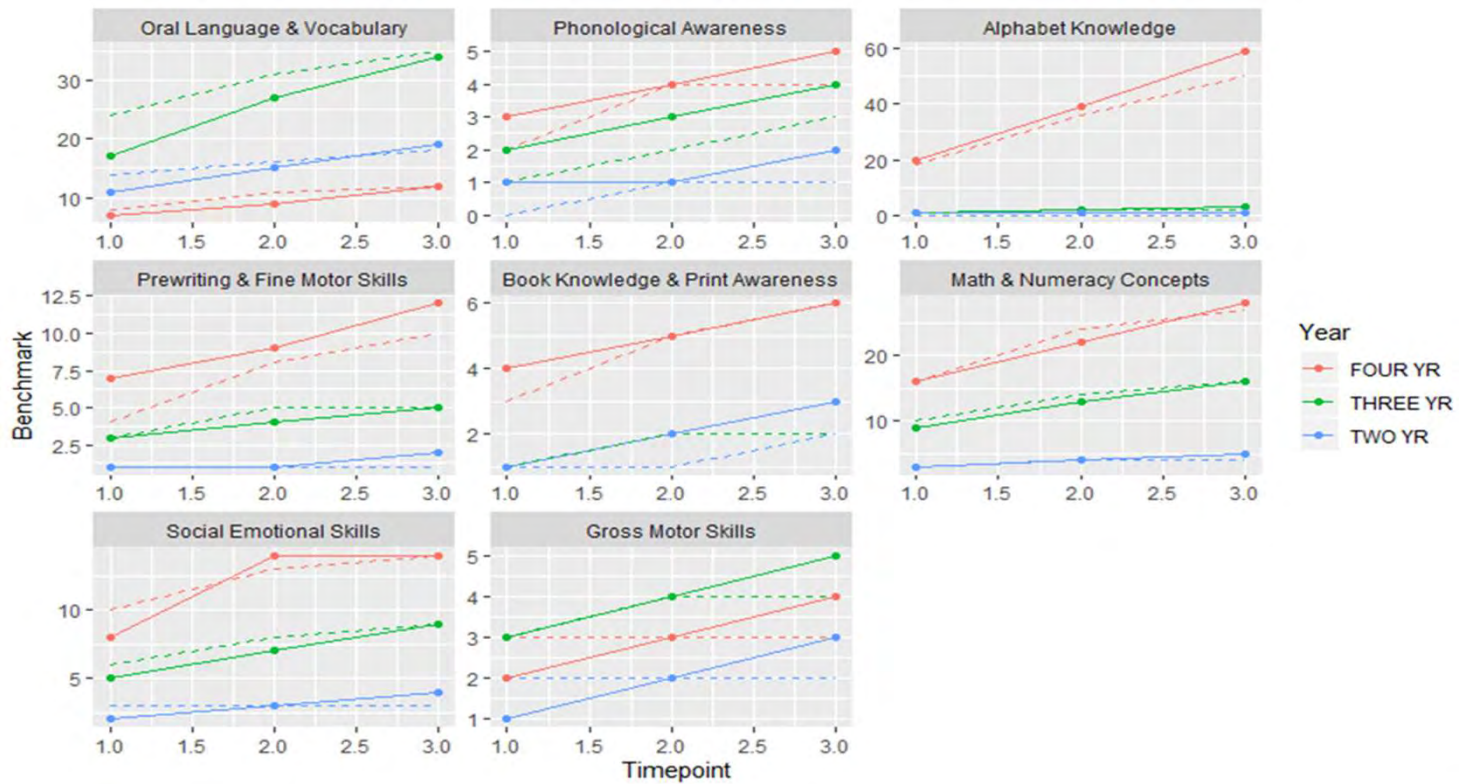 Oral Language & Vocabulary
Phonological Awareness
Alphabet Knowledge
30
20
10
5
4
3
2
1
0
60
40
20
0
1.0 1.5 2.0 2.5 3.0
1.0 1.5 2.0 2.5 3.0
1.0 1.5 2.0 2.5 3.0
Prewriting & Fine Motor Skills
Book Knowledge & Print Awareness
Math & Numeracy Concepts
12.5
10.0
7.5
5.0
2.5
6
4
2
20
10
1.0 1.5 2.0 2.5 3.0
1.0 1.5 2.0 2.5 3.0
1.0 1.5 2.0 2.5 3.0
Benchmark
Year
FOUR YR
THREE YR
TWO YR
Social Emotional Skills
Gross Motor Skills
10
5
5
4
3
2
1
1.0 1.5 2.0 2.5 3.0
1.0 1.5 2.0 2.5 3.0
Timepoint